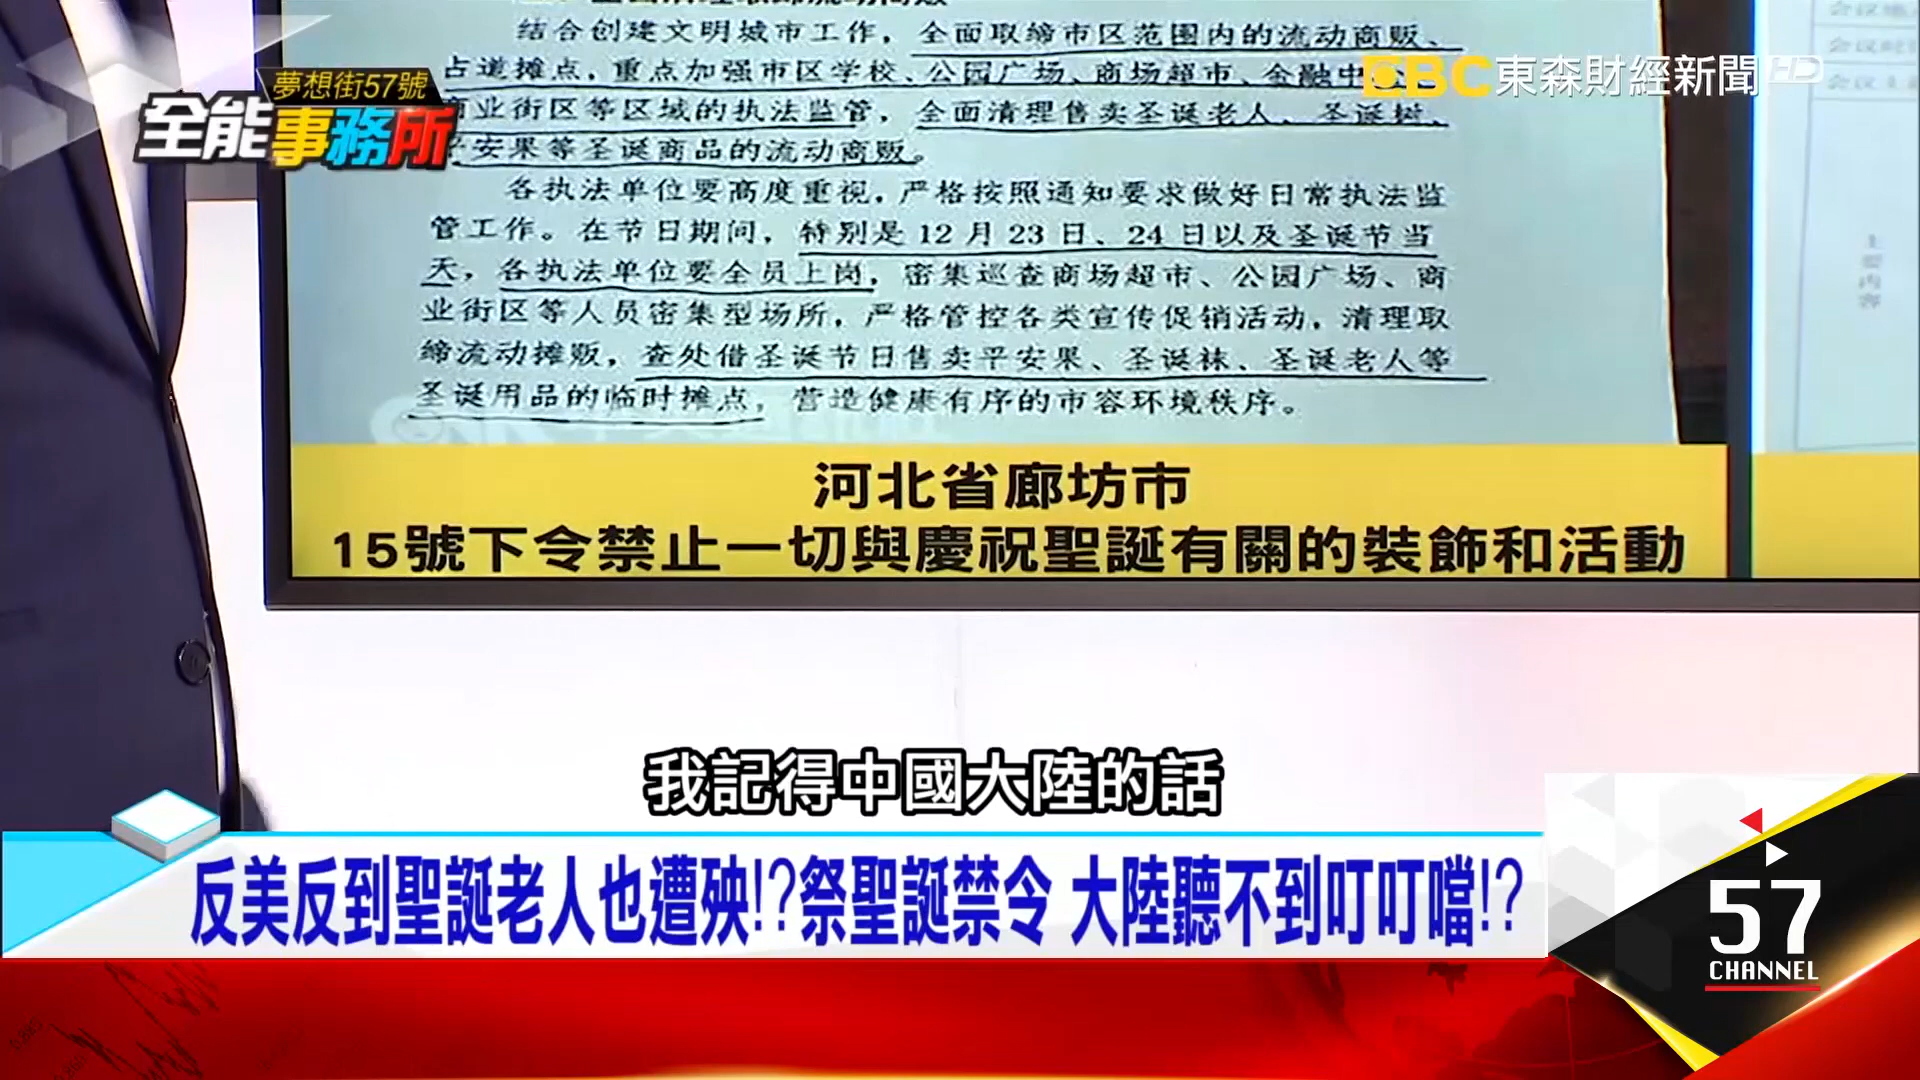 结合创建文明城市工作，全面取缔市区范围内的流动商贩、
占道摊点，重点加强市区学校、公园广场、商场超市、金融中
商业街区等区域的执法监管，全面清理售卖圣诞老人、圣诞树、
平安果等圣诞商品的流动商贩。
各执法单位要高度重视，严格按照通知要求做好日常执法监
管工作。在节日期间，特别是12月23日、24日以及圣诞节当
天，各执法单位要全员上岗，密集巡查商场超市、公园广场、商
业街区等人员密集型场所，严格管控各类宣传促销活动，清理取
缔流动摊贩，查处借圣诞节日售卖平安果、圣诞袜、圣诞老人等
圣诞用品的临时摊点，营造健康有序的市容环境秩序。
夢想街57號
全能事務所
EBC東森財經新聞HD
主要内容
河北省廊坊市
15號下令禁止一切與慶祝聖誕有關的裝飾和活動
我記得中國大陸的話
反美反到聖誕老人也遭殃!?祭聖誕禁令 大陸聽不到叮叮噹!?
57
CHANNEL